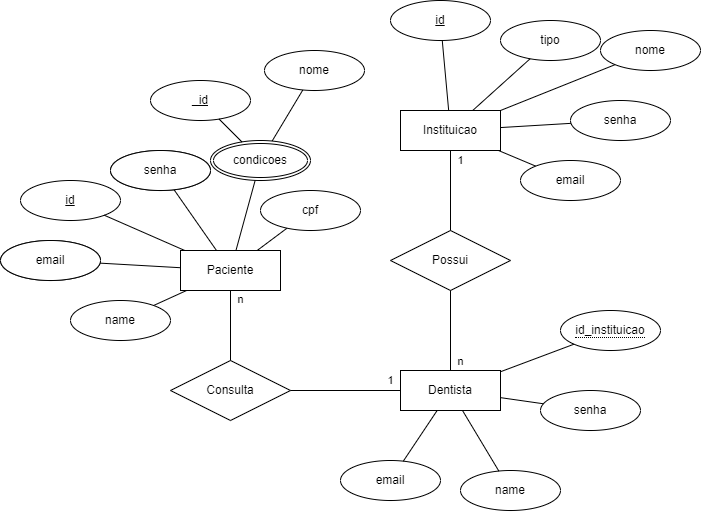 id
tipo
nome
nome
_id
senha
Instituicao
condicoes
1
senha
email
id
cpf
email
Paciente
Possui
n
name
id_instituicao
n
1
Consulta
Dentista
senha
email
name